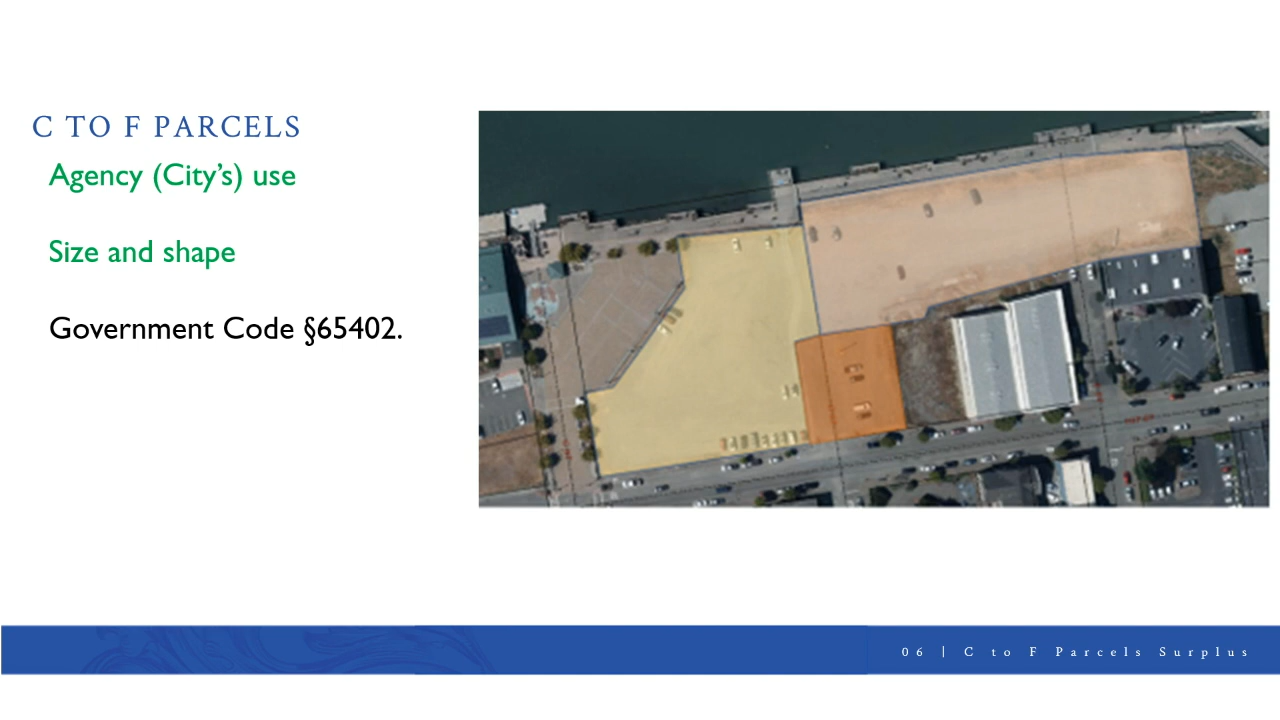 C TO F PARCELS
Agency (City's) use
Size and shape
Government Code §65402.
06 | C to F Parcels Surplus